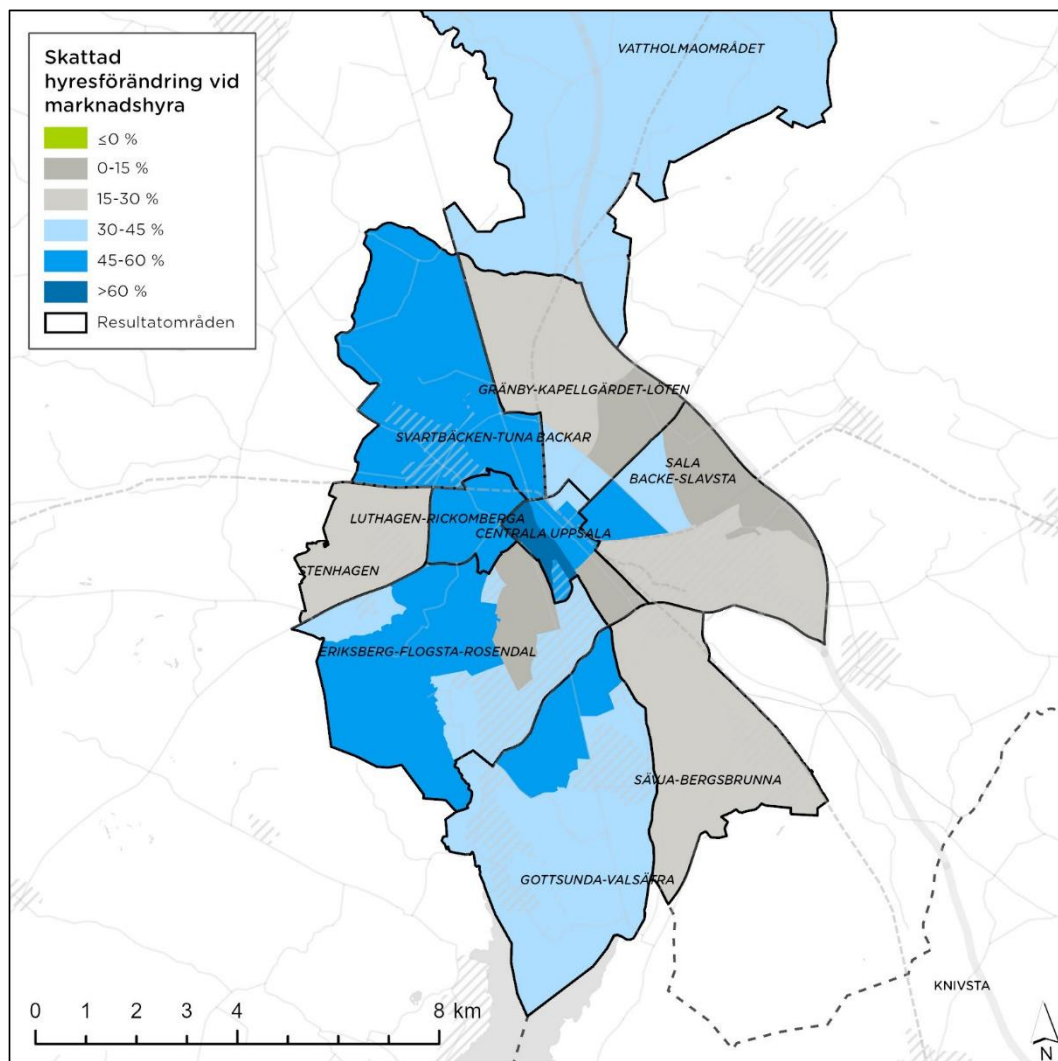 Skattad
hyresförändring vid
marknadshyra
≤0 %
0-15 %
15-30 %
30-45 %
45-60 %
>60 %
Resultatområden
VATTHOLMAOMRÅDET
GRÄNBY-KAPELLGÄRDET-LÖTEN
SVARTBÄCKEN-TUNA BACKAR
SALA
BACKE-SLAVSTA
LUTHAGEN-RICKOMBERGA
CENTRALA UPPSALA
STENHAGEN
ERIKSBERG-FLOGSTA-ROSENDAL
SÄVJA-BERGSBRUNNA
GOTTSUNDA-VALSÄTRA
KNIVSTA
0 1 2 4 8 km
N